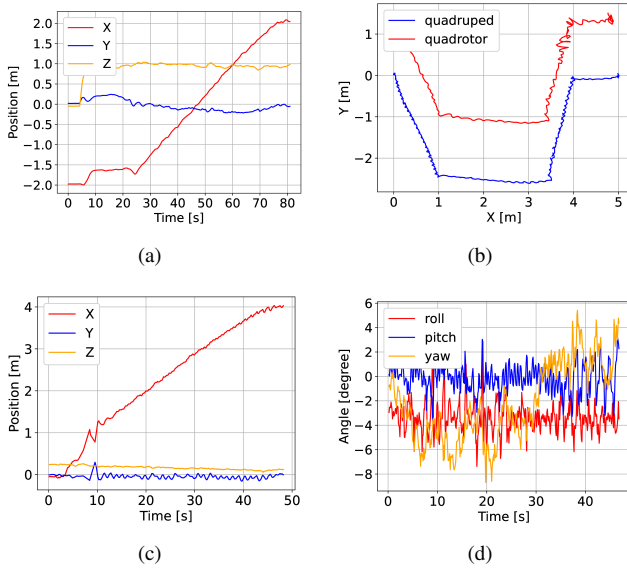 X
Y
Z
2.0
1.5
1.0
0.5
0.0
−0.5
−1.0
−1.5
−2.0
Position [m]
0 10 20 30 40 50 60 70 80
Time [s]
(a)
quadruped
quadrotor
1
0
−1
−2
Y [m]
0 1 2 3 4 5
X [m]
(b)
X
Y
Z
4
3
2
1
0
Position [m]
0 10 20 30 40 50
Time [s]
(c)
roll
pitch
yaw
6
4
2
0
−2
−4
−6
−8
Angle [degree]
0 10 20 30 40
Time [s]
(d)